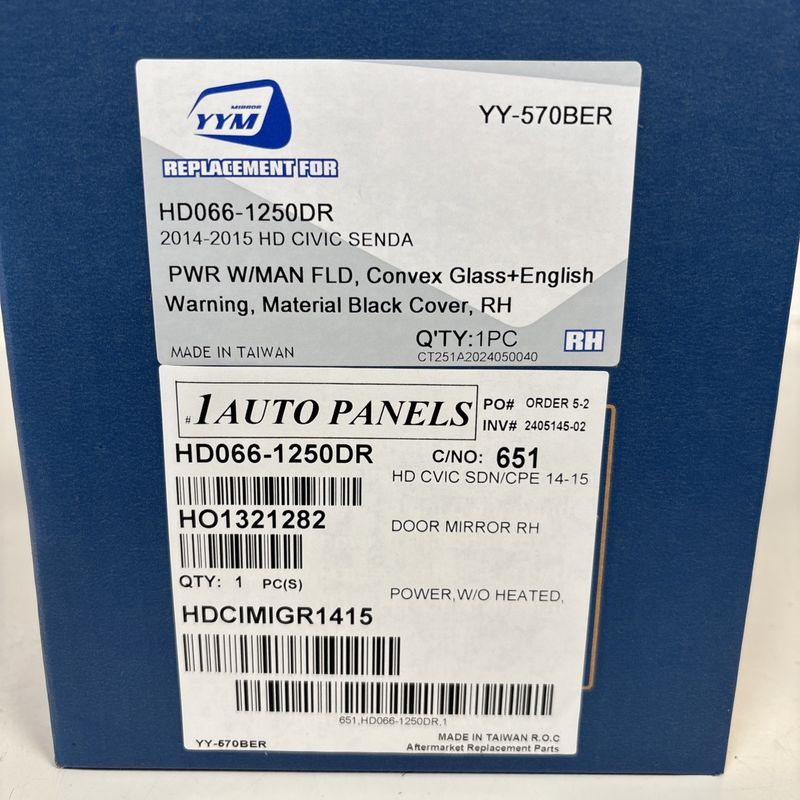 MIRROR
YYM
YY-570BER
REPLACEMENT FOR
HD066-1250DR
2014-2015 HD CIVIC SENDA
PWR W/MAN FLD, Convex Glass+English
Warning, Material Black Cover, RH
Q'TY:1PC
RH
MADE IN TAIWAN
CT251A2024050040
#1AUTO PANELS
PO# ORDER 5-2
INV# 2405145-02
HD066-1250DR
C/NO: 651
HD CVIC SDN/CPE 14-15
HO1321282
DOOR MIRROR RH
QTY: 1 PC(S)
POWER,W/O HEATED,
HDCIMIGR1415
651,HD066-1250DR,1
YY-570BER
MADE IN TAIWAN R.O.C
Aftermarket Replacement Parts